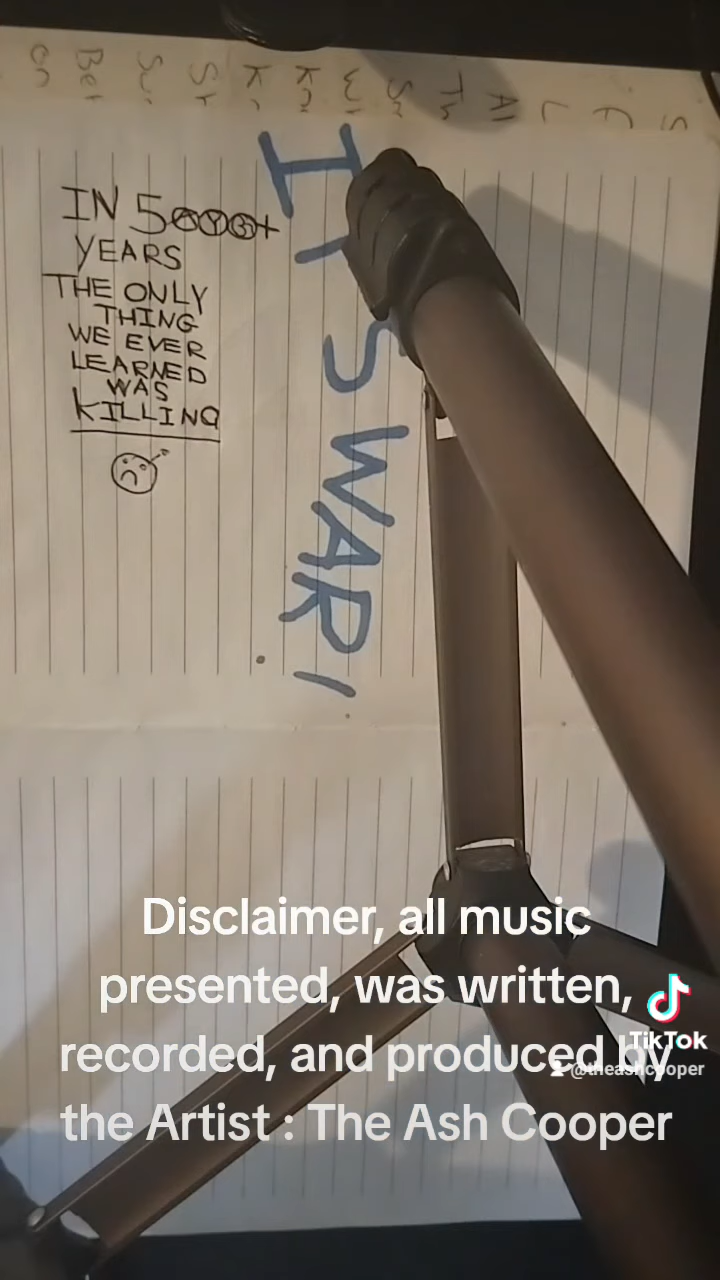 IN 5000+
YEARS
THE ONLY
THING
WE EVER
LEARNED
WAS
KILLING
IT'S WAR!
Disclaimer, all music
presented, was written,
recorded, and produced by
the Artist : The Ash Cooper
TikTok
@theashcooper